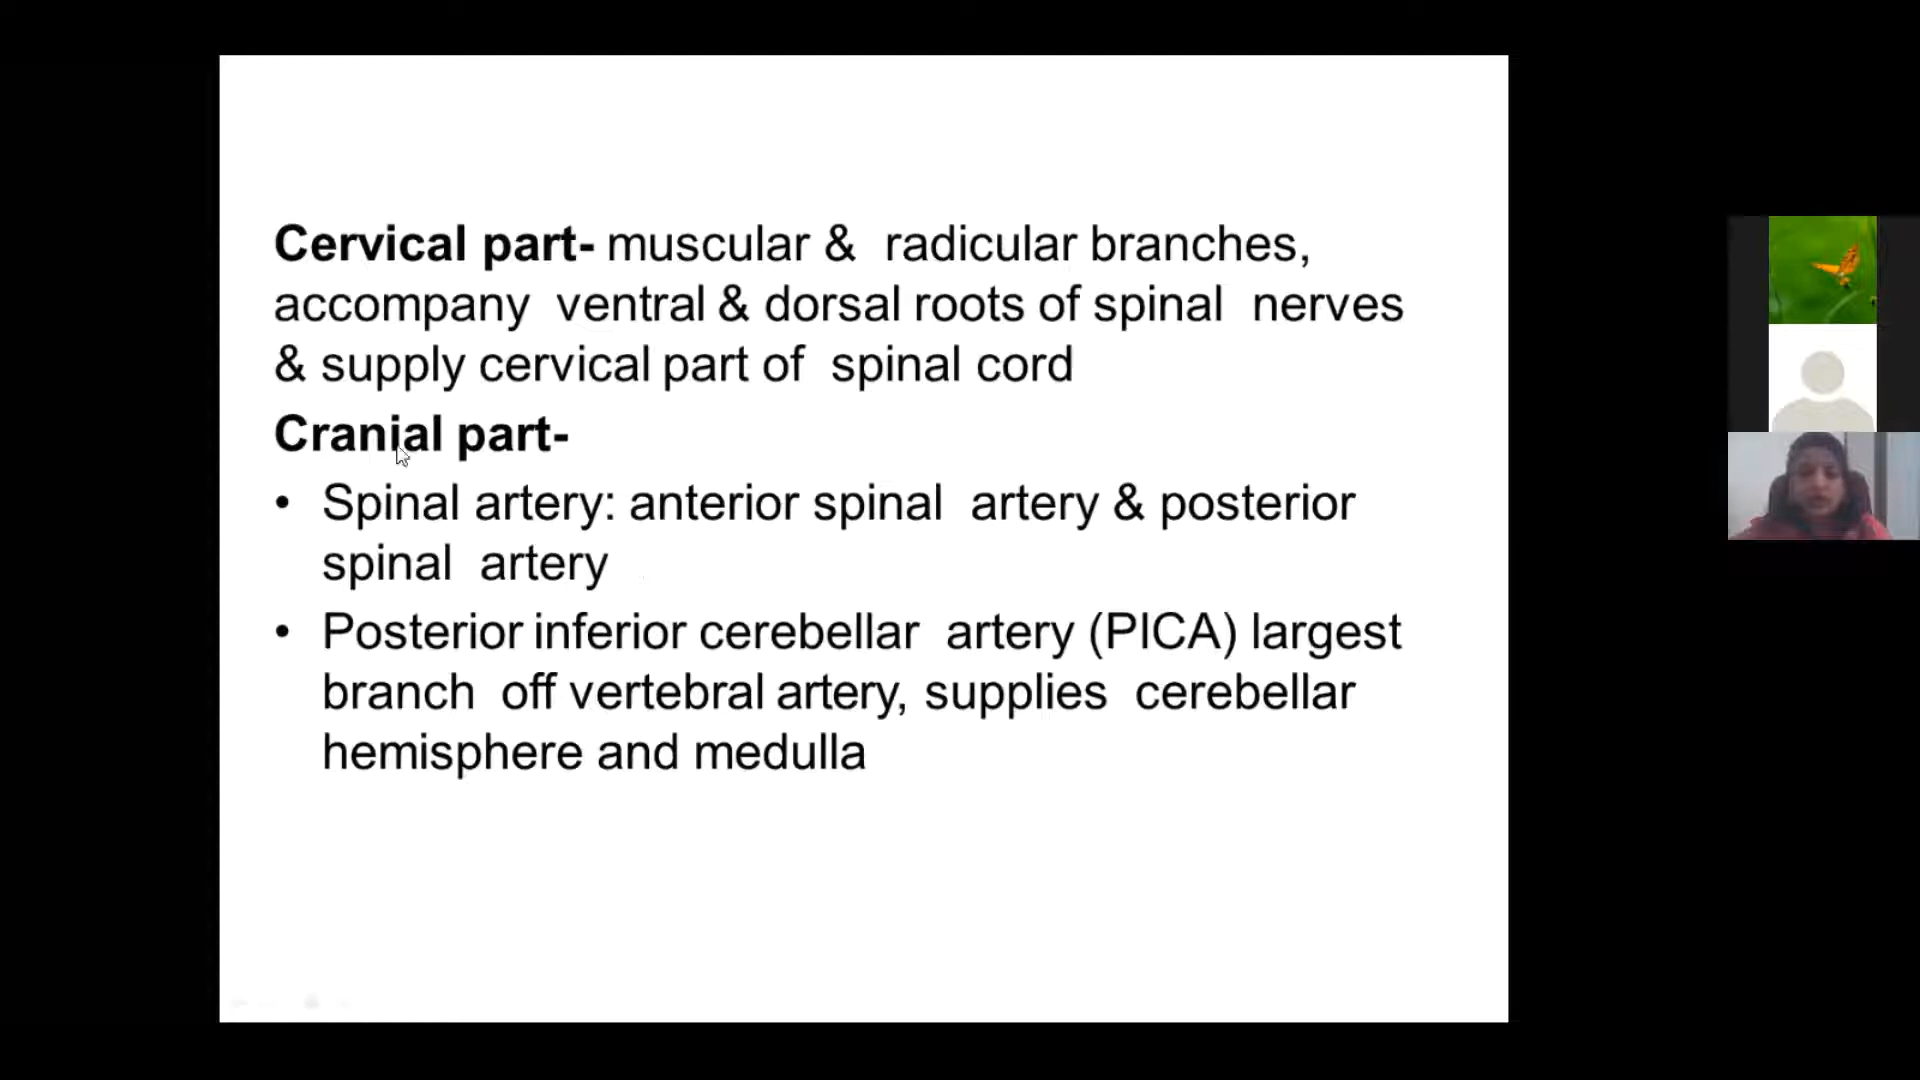 Cervical part- muscular & radicular branches,
accompany ventral & dorsal roots of spinal nerves
& supply cervical part of spinal cord
Cranial part-
• Spinal artery: anterior spinal artery & posterior
spinal artery
• Posterior inferior cerebellar artery (PICA) largest
branch off vertebral artery, supplies cerebellar
hemisphere and medulla